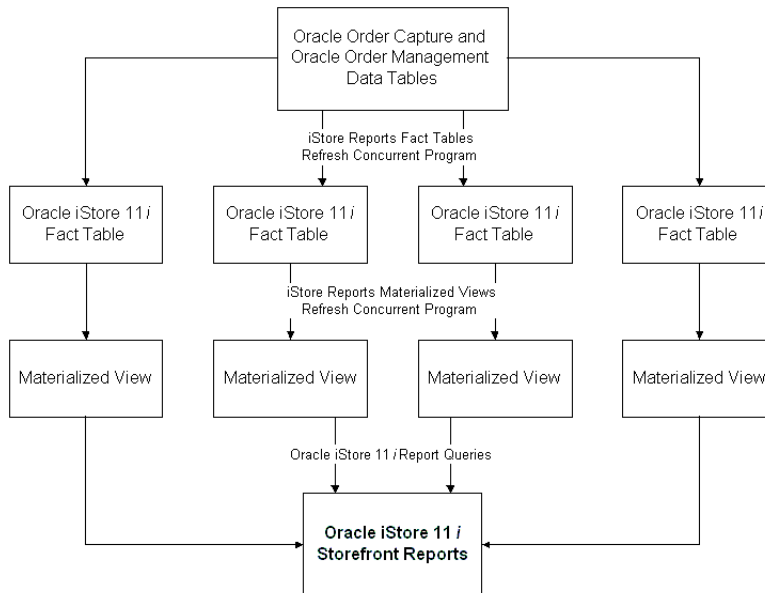 Oracle Order Capture and
Oracle Order Management
Data Tables
iStore Reports Fact Tables
Refresh Concurrent Program
Oracle iStore 11 i
Fact Table
Oracle iStore 11 i
Fact Table
Oracle iStore 11 i
Fact Table
Oracle iStore 11 i
Fact Table
iStore Reports Materialized Views
Refresh Concurrent Program
Materialized View
Materialized View
Materialized View
Materialized View
Oracle iStore 11 i Report Queries
Oracle iStore 11 i
Storefront Reports